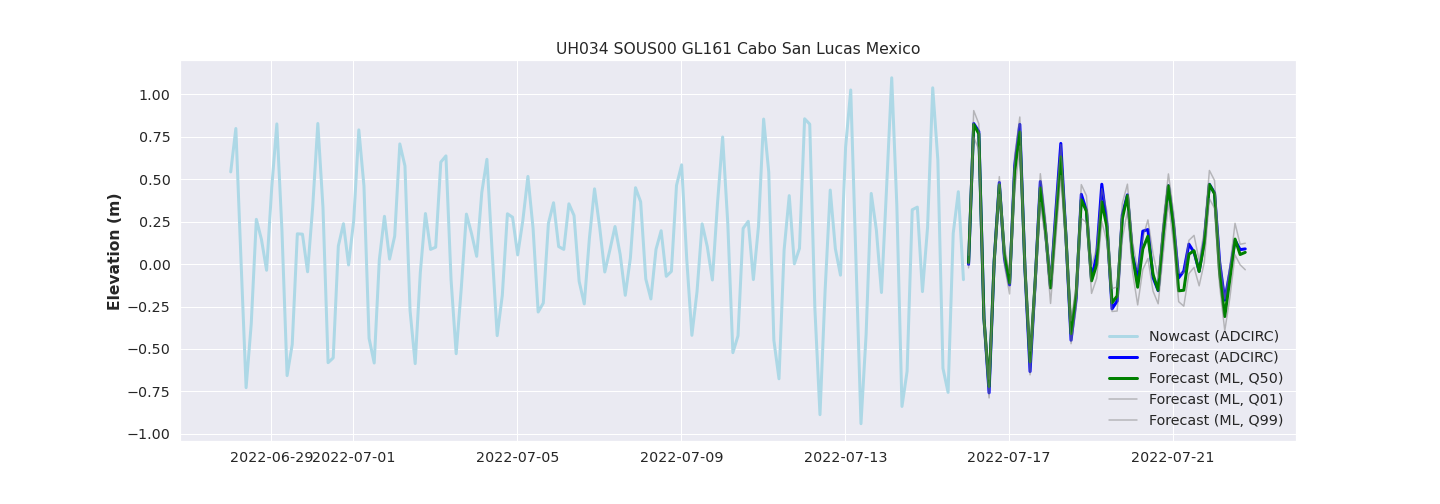 UH034 SOUS00 GL161 Cabo San Lucas Mexico
Elevation (m)
1.00
0.75
0.50
0.25
0.00
−0.25
−0.50
−0.75
−1.00
Nowcast (ADCIRC)
Forecast (ADCIRC)
Forecast (ML, Q50)
Forecast (ML, Q01)
Forecast (ML, Q99)
2022-06-29 2022-07-01 2022-07-05 2022-07-09 2022-07-13 2022-07-17 2022-07-21